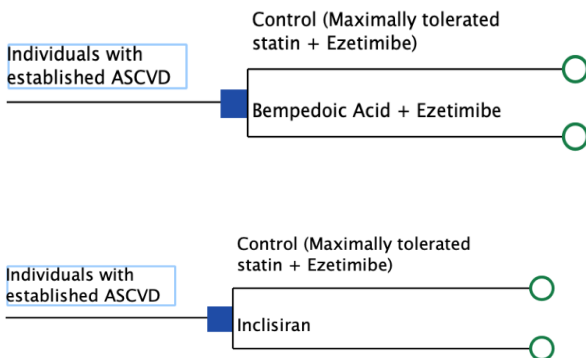 Control (Maximally tolerated
statin + Ezetimibe)
Individuals with
established ASCVD
Bempedoic Acid + Ezetimibe
Control (Maximally tolerated
statin + Ezetimibe)
Individuals with
established ASCVD
Inclisiran